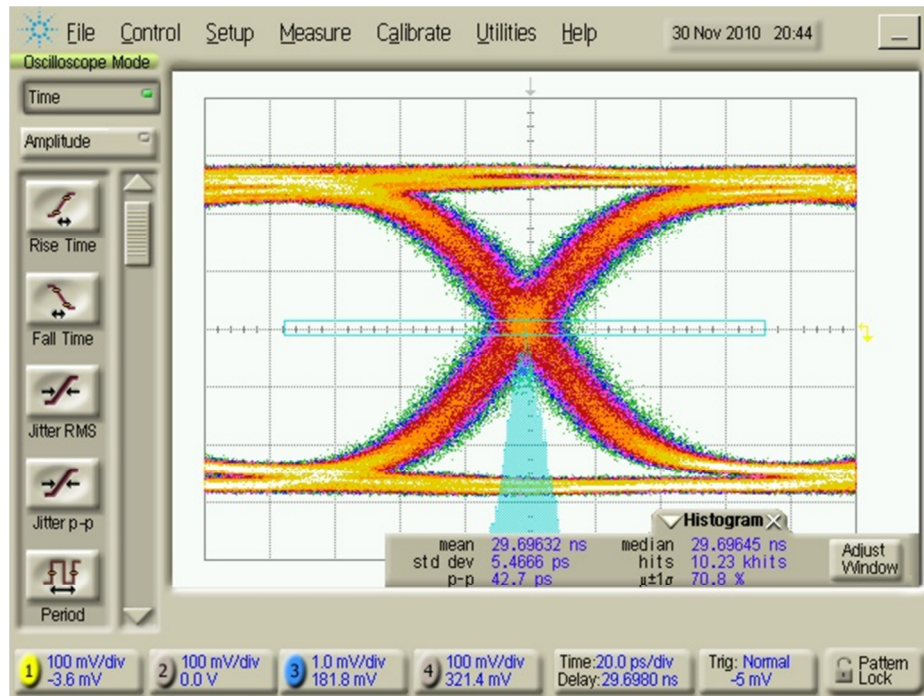 File Control Setup Measure Calibrate Utilities Help 30 Nov 2010 20:44
Oscilloscope Mode
Time
Amplitude
Rise Time
Fall Time
Jitter RMS
Jitter p-p
Period
Histogram
mean 29.69632 ns median 29.69645 ns
std dev 5.4666 ps hits 10.23 khits
p-p 42.7 ps µ±1σ 70.8 %
Adjust
Window
1 100 mV/div
-3.6 mV
2 100 mV/div
0.0 V
3 1.0 mV/div
181.8 mV
4 100 mV/div
321.4 mV
Time:20.0 ps/div
Delay:29.6980 ns
Trig: Normal
-5 mV
Pattern
Lock